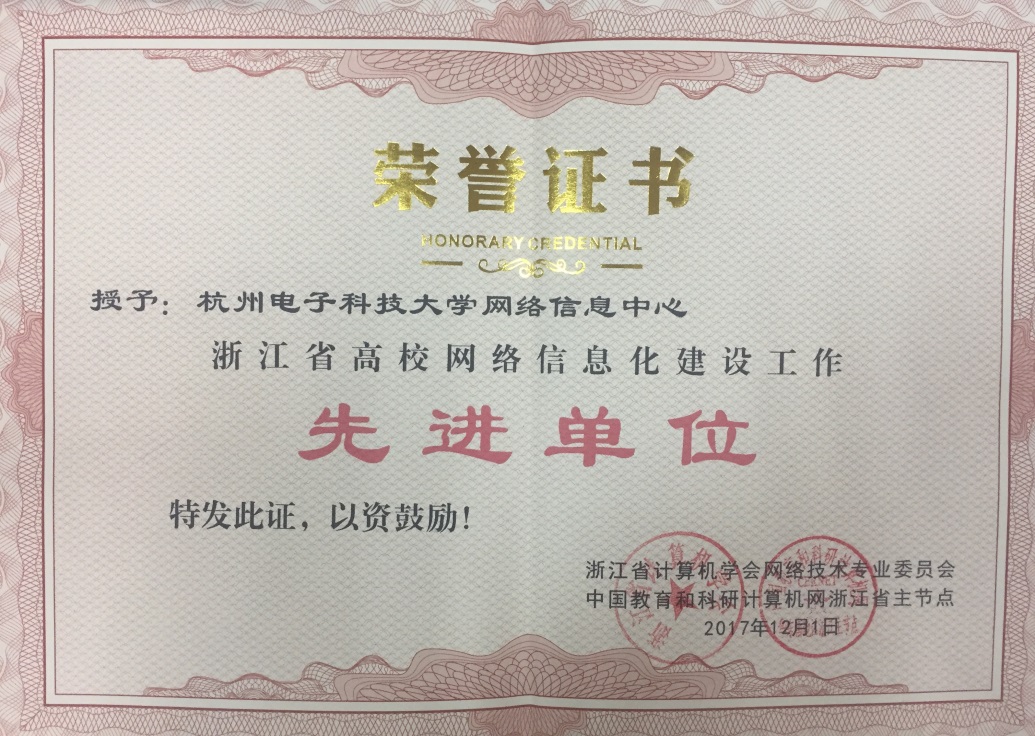 荣誉证书
HONORARY CREDENTIAL
授予：杭州电子科技大学网络信息中心
浙江省高校网络信息化建设工作
先进单位
特发此证，以资鼓励！
浙江省计算机学会网络技术专业委员会
中国教育和科研计算机网浙江省主节点
2017年12月1日